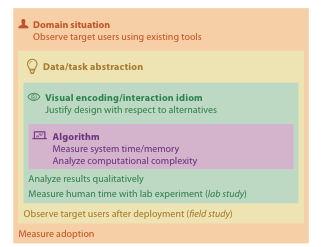 Domain situation
Observe target users using existing tools
Data/task abstraction
Visual encoding/interaction idiom
Justify design with respect to alternatives
Algorithm
Measure system time/memory
Analyze computational complexity
Analyze results qualitatively
Measure human time with lab experiment (lab study)
Observe target users after deployment (field study)
Measure adoption